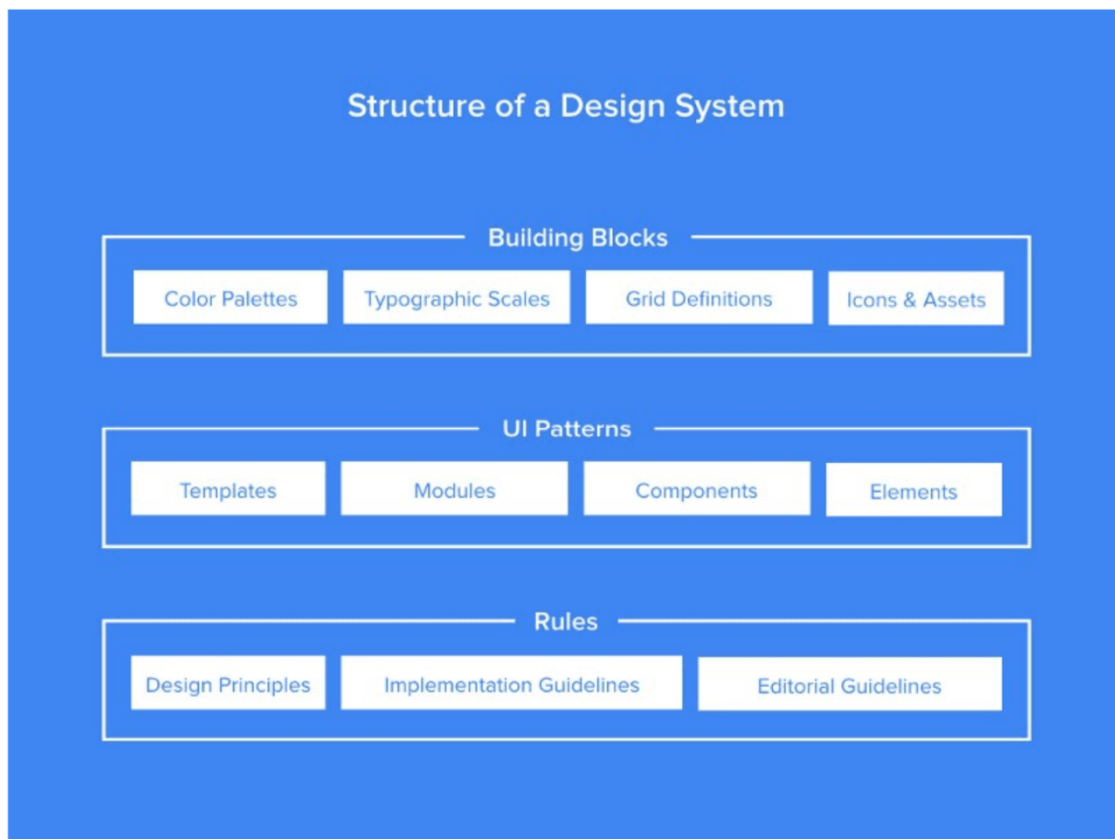 Structure of a Design System
Building Blocks
Color Palettes
Typographic Scales
Grid Definitions
Icons & Assets
UI Patterns
Templates
Modules
Components
Elements
Rules
Design Principles
Implementation Guidelines
Editorial Guidelines